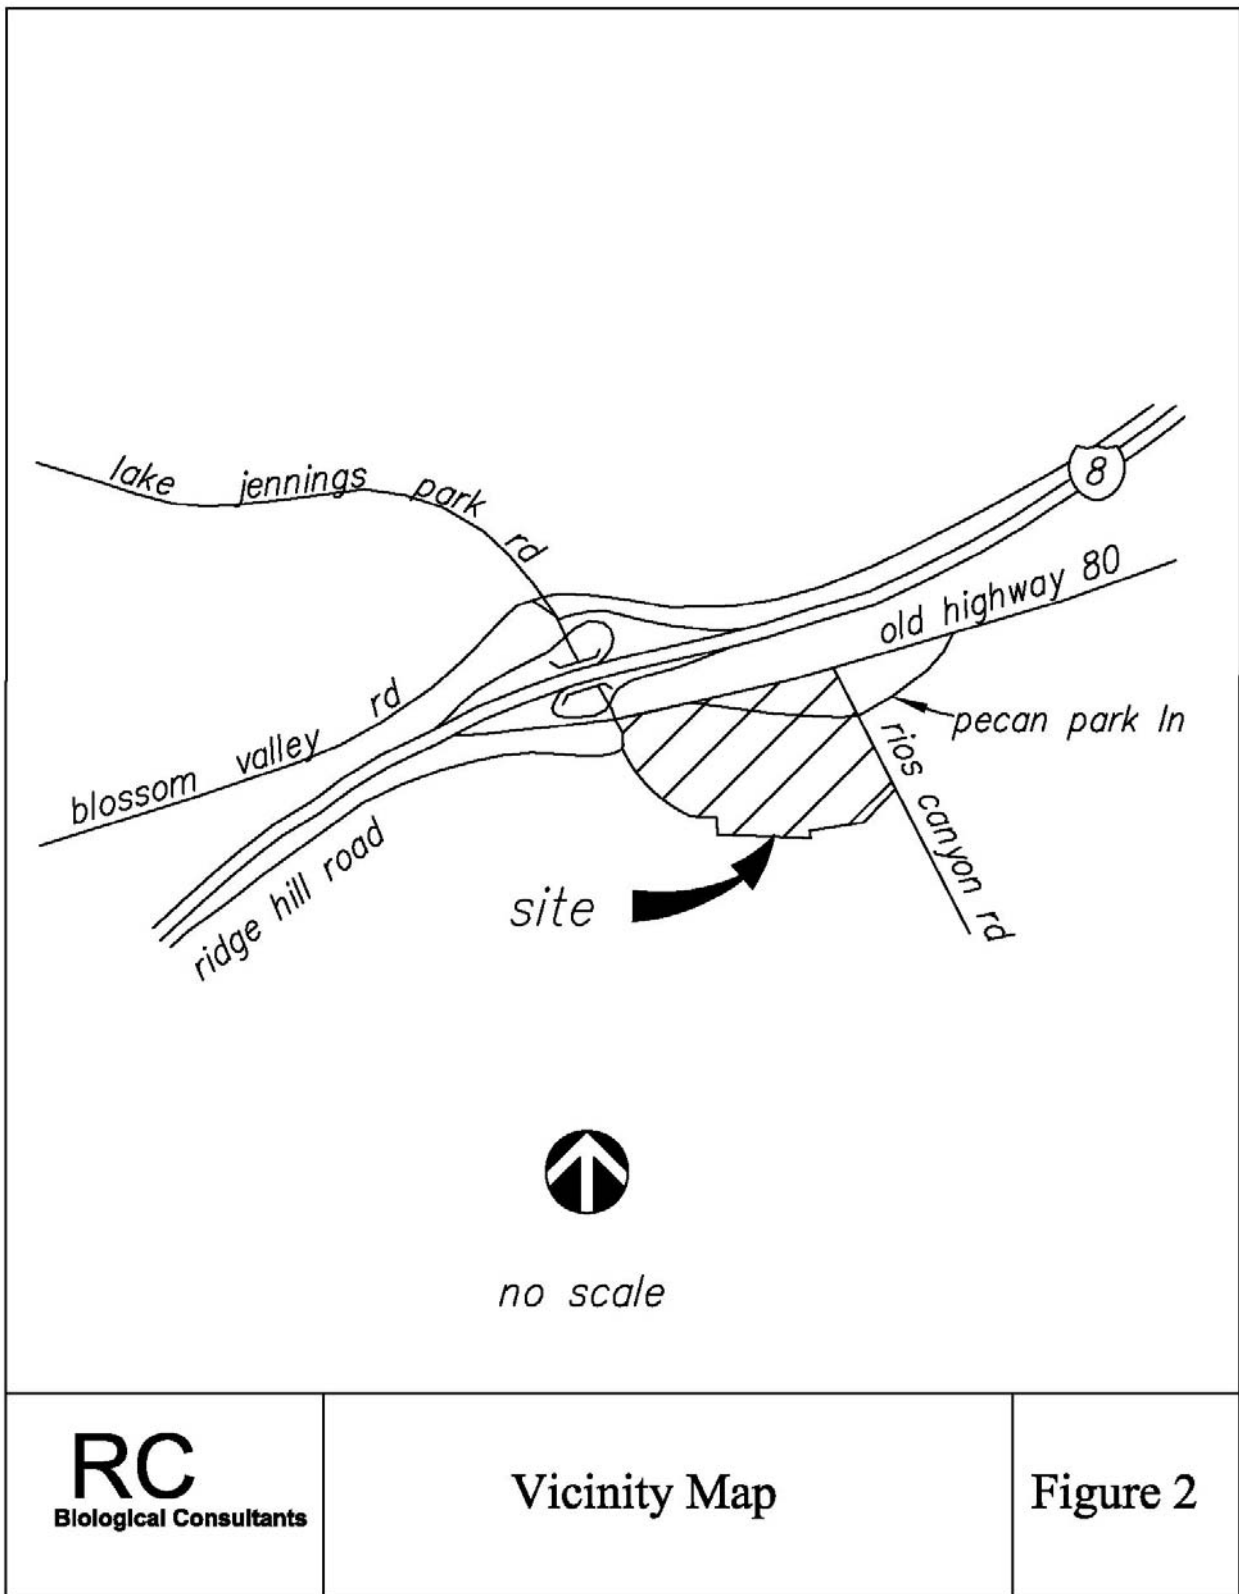 lake jennings park rd
8
old highway 80
blossom valley rd
pecan park ln
rios canyon rd
ridge hill road
site
no scale
RC
Biological Consultants
Vicinity Map
Figure 2